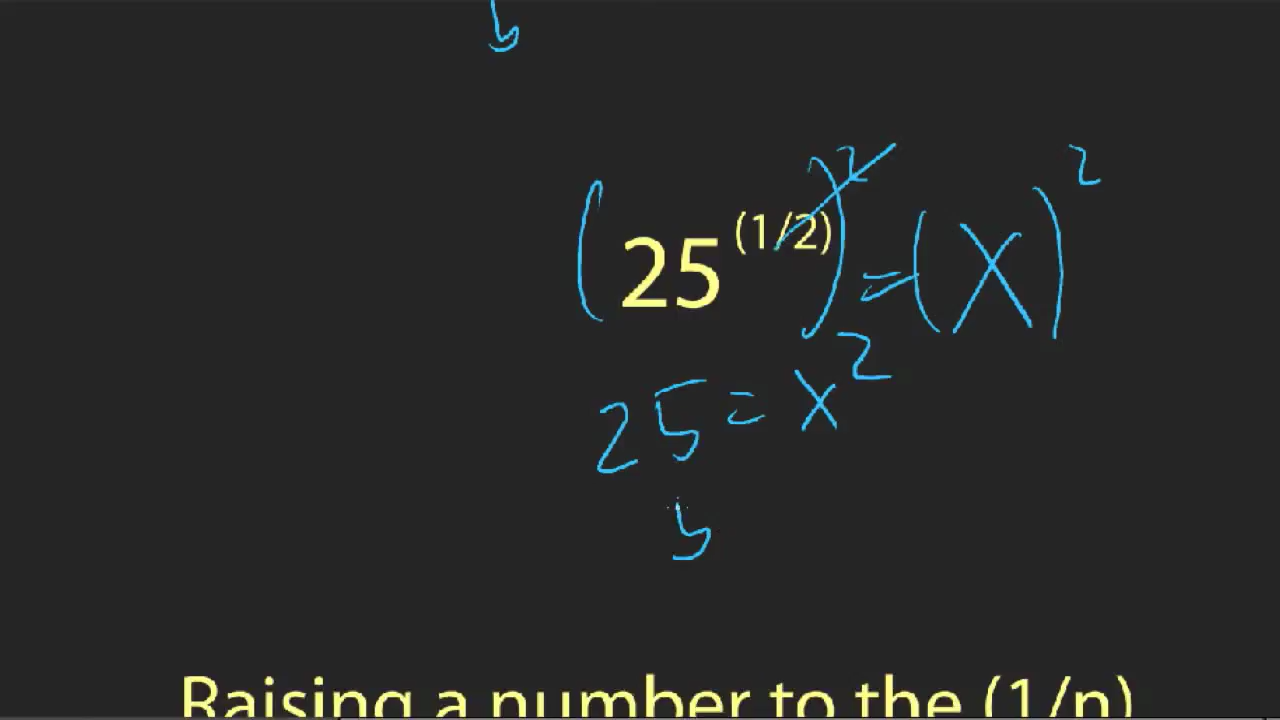 5
(25^(1/2))^2 = (X)^2
25 = x^2
5
Raising a number to the (1/n)